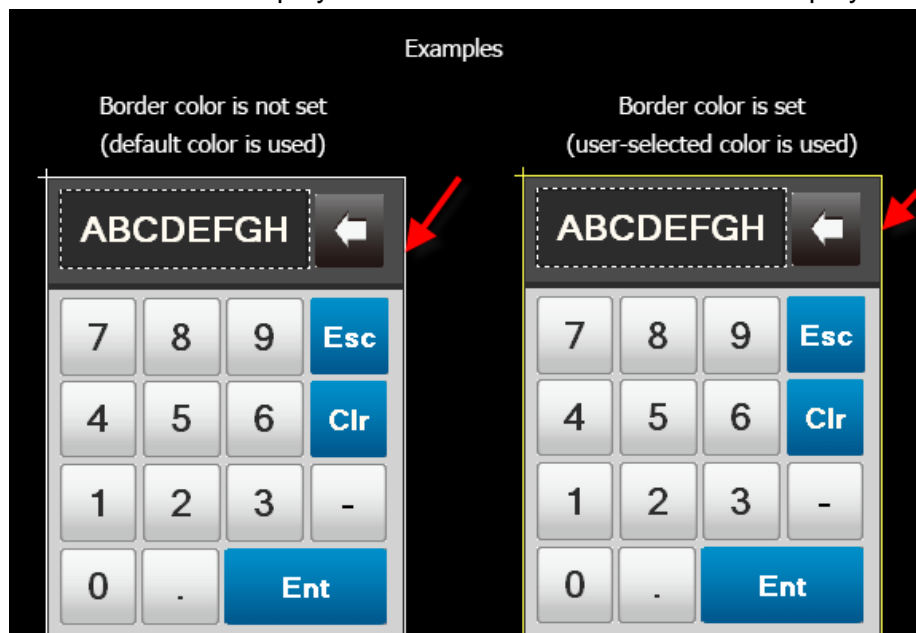 Examples
Border color is not set
(default color is used)
ABCDEFGH
7 8 9 Esc
4 5 6 Clr
1 2 3 -
0 . Ent
Border color is set
(user-selected color is used)
ABCDEFGH
7 8 9 Esc
4 5 6 Clr
1 2 3 -
0 . Ent